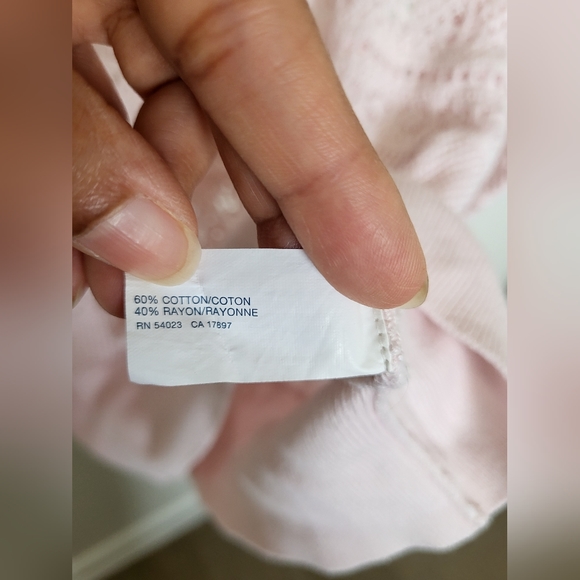 60% COTTON/COTON
40% RAYON/RAYONNE
RN 54023 CA 17897